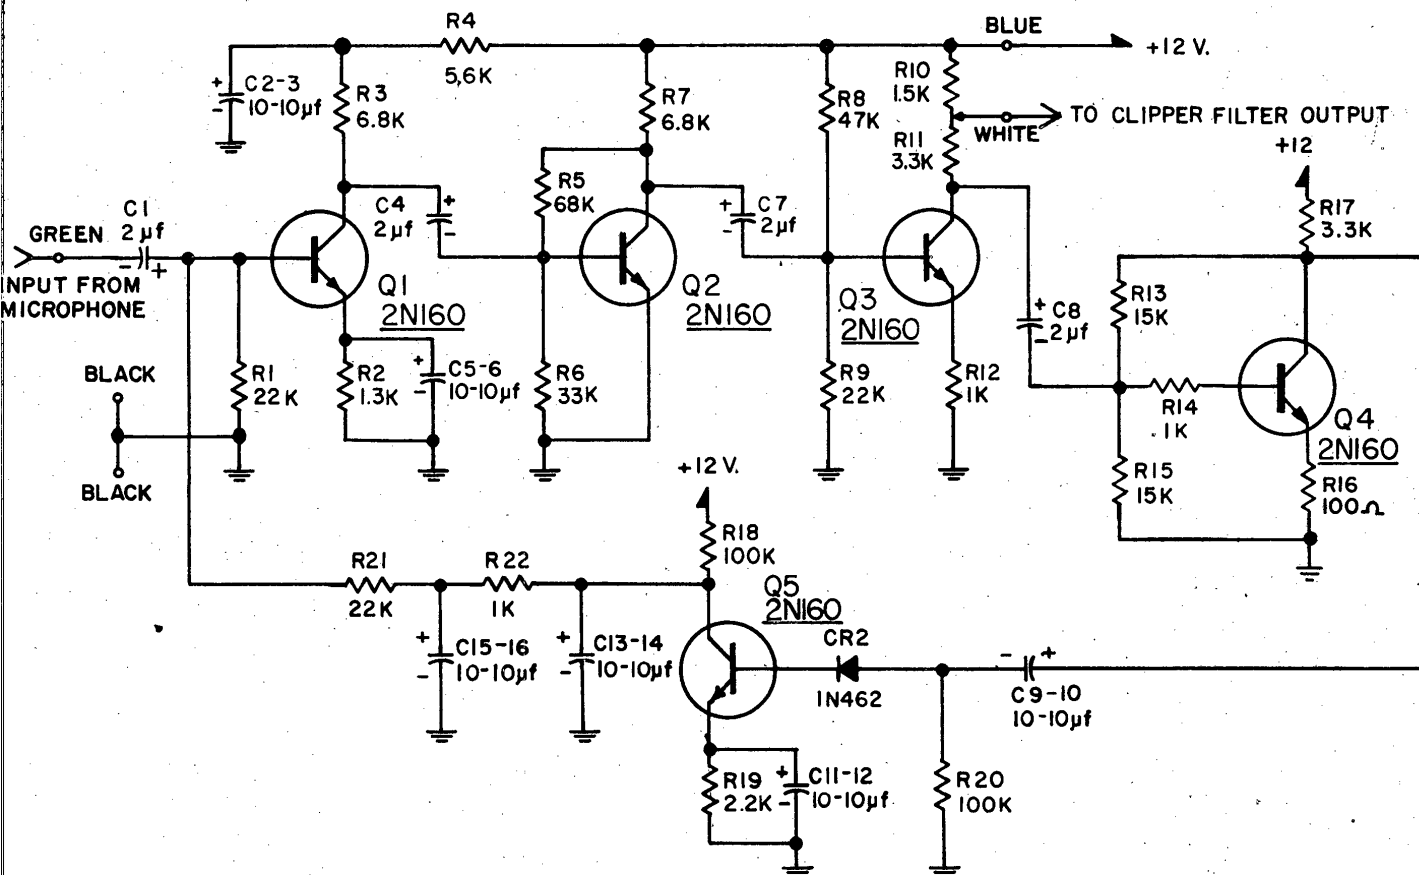 R4
5,6K
BLUE
+12 V.
+ C2-3
- 10-10µf
R3
6.8K
R7
6.8K
R8
47K
R10
1.5K
TO CLIPPER FILTER OUTPUT
WHITE
R11
3.3K
+12
R17
3.3K
C1
2 µf
- +
GREEN
INPUT FROM
MICROPHONE
C4
2µf
+
-
R5
68K
+
-
C7
2µf
Q1
2N160
Q2
2N160
Q3
2N160
+
-
C8
2µf
R13
15K
BLACK
BLACK
R1
22K
R2
1.3K
+
-
C5-6
10-10µf
R6
33K
R9
22K
R12
1K
R14
1K
Q4
2N160
R15
15K
R16
100Ω
+12 V.
R18
100K
R21
22K
R22
1K
Q5
2N160
+ C15-16
- 10-10µf
+ C13-14
- 10-10µf
CR2
1N462
- +
C9-10
10-10µf
R19
2.2K
+ C11-12
- 10-10µf
R20
100K